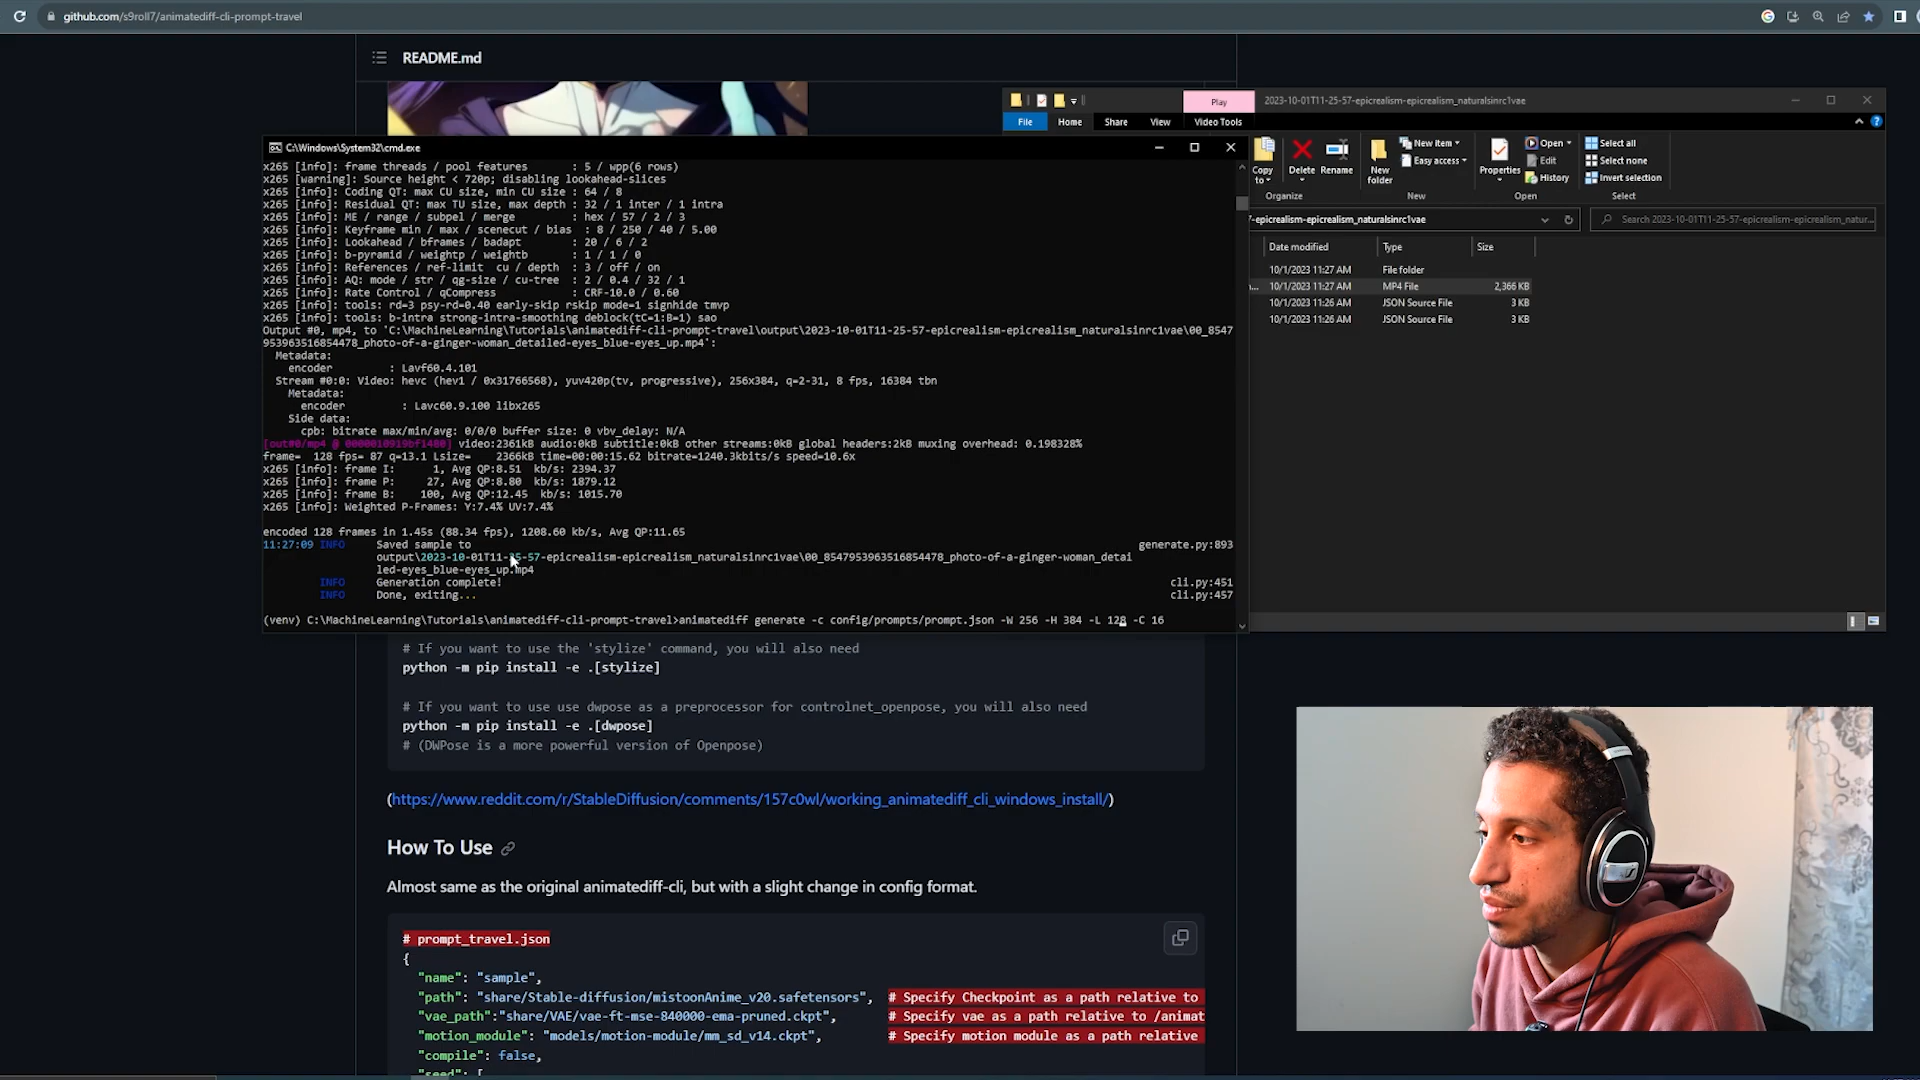 github.com/s9roll7/animatediff-cli-prompt-travel
README.md
C:\Windows\System32\cmd.exe
x265 [info]: frame threads / pool features : 5 / wpp(6 rows)
x265 [warning]: Source height < 720p; disabling lookahead-slices
x265 [info]: Coding QT: max CU size, min CU size : 64 / 8
x265 [info]: Residual QT: max TU size, max depth : 32 / 1 inter / 1 intra
x265 [info]: ME / range / subpel / merge : hex / 57 / 2 / 3
x265 [info]: Keyframe min / max / scenecut / bias : 8 / 250 / 40 / 5.00
x265 [info]: Lookahead / bframes / badapt : 20 / 6 / 2
x265 [info]: b-pyramid / weightp / weightb : 1 / 1 / 0
x265 [info]: References / ref-limit cu / depth : 3 / off / on
x265 [info]: AQ: mode / str / qg-size / cu-tree : 2 / 0.4 / 32 / 1
x265 [info]: Rate Control / qCompress : CRF-10.0 / 0.60
x265 [info]: tools: rd=3 psy-rd=0.40 early-skip rskip mode=1 signhide tmvp
x265 [info]: tools: b-intra strong-intra-smoothing deblock(tC=1:B=1) sao
Output #0, mp4, to 'C:\MachineLearning\Tutorials\animatediff-cli-prompt-travel\output\2023-10-01T11-25-57-epicrealism-epicrealism_naturalsinrc1vae\00_8547
953963516854478_photo-of-a-ginger-woman_detailed-eyes_blue-eyes_up.mp4':
Metadata:
encoder : Lavf60.4.101
Stream #0:0: Video: hevc (hev1 / 0x31766568), yuv420p(tv, progressive), 256x384, q=2-31, 8 fps, 16384 tbn
Metadata:
encoder : Lavc60.9.100 libx265
Side data:
cpb: bitrate max/min/avg: 0/0/0 buffer size: 0 vbv_delay: N/A
[out#0/mp4 @ 0000010919bf1480] video:2361kB audio:0kB subtitle:0kB other streams:0kB global headers:2kB muxing overhead: 0.198328%
frame= 128 fps= 87 q=13.1 Lsize= 2366kB time=00:00:15.62 bitrate=1240.3kbits/s speed=10.6x
x265 [info]: frame I: 1, Avg QP:8.51 kb/s: 2394.37
x265 [info]: frame P: 27, Avg QP:8.80 kb/s: 1879.12
x265 [info]: frame B: 100, Avg QP:12.45 kb/s: 1015.70
x265 [info]: Weighted P-Frames: Y:7.4% UV:7.4%
encoded 128 frames in 1.45s (88.34 fps), 1208.60 kb/s, Avg QP:11.65
11:27:09 INFO Saved sample to generate.py:893
output\2023-10-01T11-25-57-epicrealism-epicrealism_naturalsinrc1vae\00_8547953963516854478_photo-of-a-ginger-woman_detai
led-eyes_blue-eyes_up.mp4
INFO Generation complete! cli.py:451
INFO Done, exiting... cli.py:457
(venv) C:\MachineLearning\Tutorials\animatediff-cli-prompt-travel>animatediff generate -c config/prompts/prompt.json -W 256 -H 384 -L 128 -C 16
Play 2023-10-01T11-25-57-epicrealism-epicrealism_naturalsinrc1vae
File Home Share View Video Tools
Copy to
Delete
Rename
New folder
New item
Easy access
Properties
Open
Edit
History
Select all
Select none
Invert selection
Organize New Open Select
7-epicrealism-epicrealism_naturalsinrc1vae
Search 2023-10-01T11-25-57-epicrealism-epicrealism_natur...
Date modified Type Size
10/1/2023 11:27 AM File folder
... 10/1/2023 11:27 AM MP4 File 2,366 KB
10/1/2023 11:26 AM JSON Source File 3 KB
10/1/2023 11:26 AM JSON Source File 3 KB
# If you want to use the 'stylize' command, you will also need
python -m pip install -e .[stylize]
# If you want to use use dwpose as a preprocessor for controlnet_openpose, you will also need
python -m pip install -e .[dwpose]
# (DWPose is a more powerful version of Openpose)
(https://www.reddit.com/r/StableDiffusion/comments/157c0wl/working_animatediff_cli_windows_install/)
How To Use
Almost same as the original animatediff-cli, but with a slight change in config format.
# prompt_travel.json
{
"name": "sample",
"path": "share/Stable-diffusion/mistoonAnime_v20.safetensors", # Specify Checkpoint as a path relative to
"vae_path":"share/VAE/vae-ft-mse-840000-ema-pruned.ckpt", # Specify vae as a path relative to /animat
"motion_module": "models/motion-module/mm_sd_v14.ckpt", # Specify motion module as a path relative
"compile": false,
"seed": [